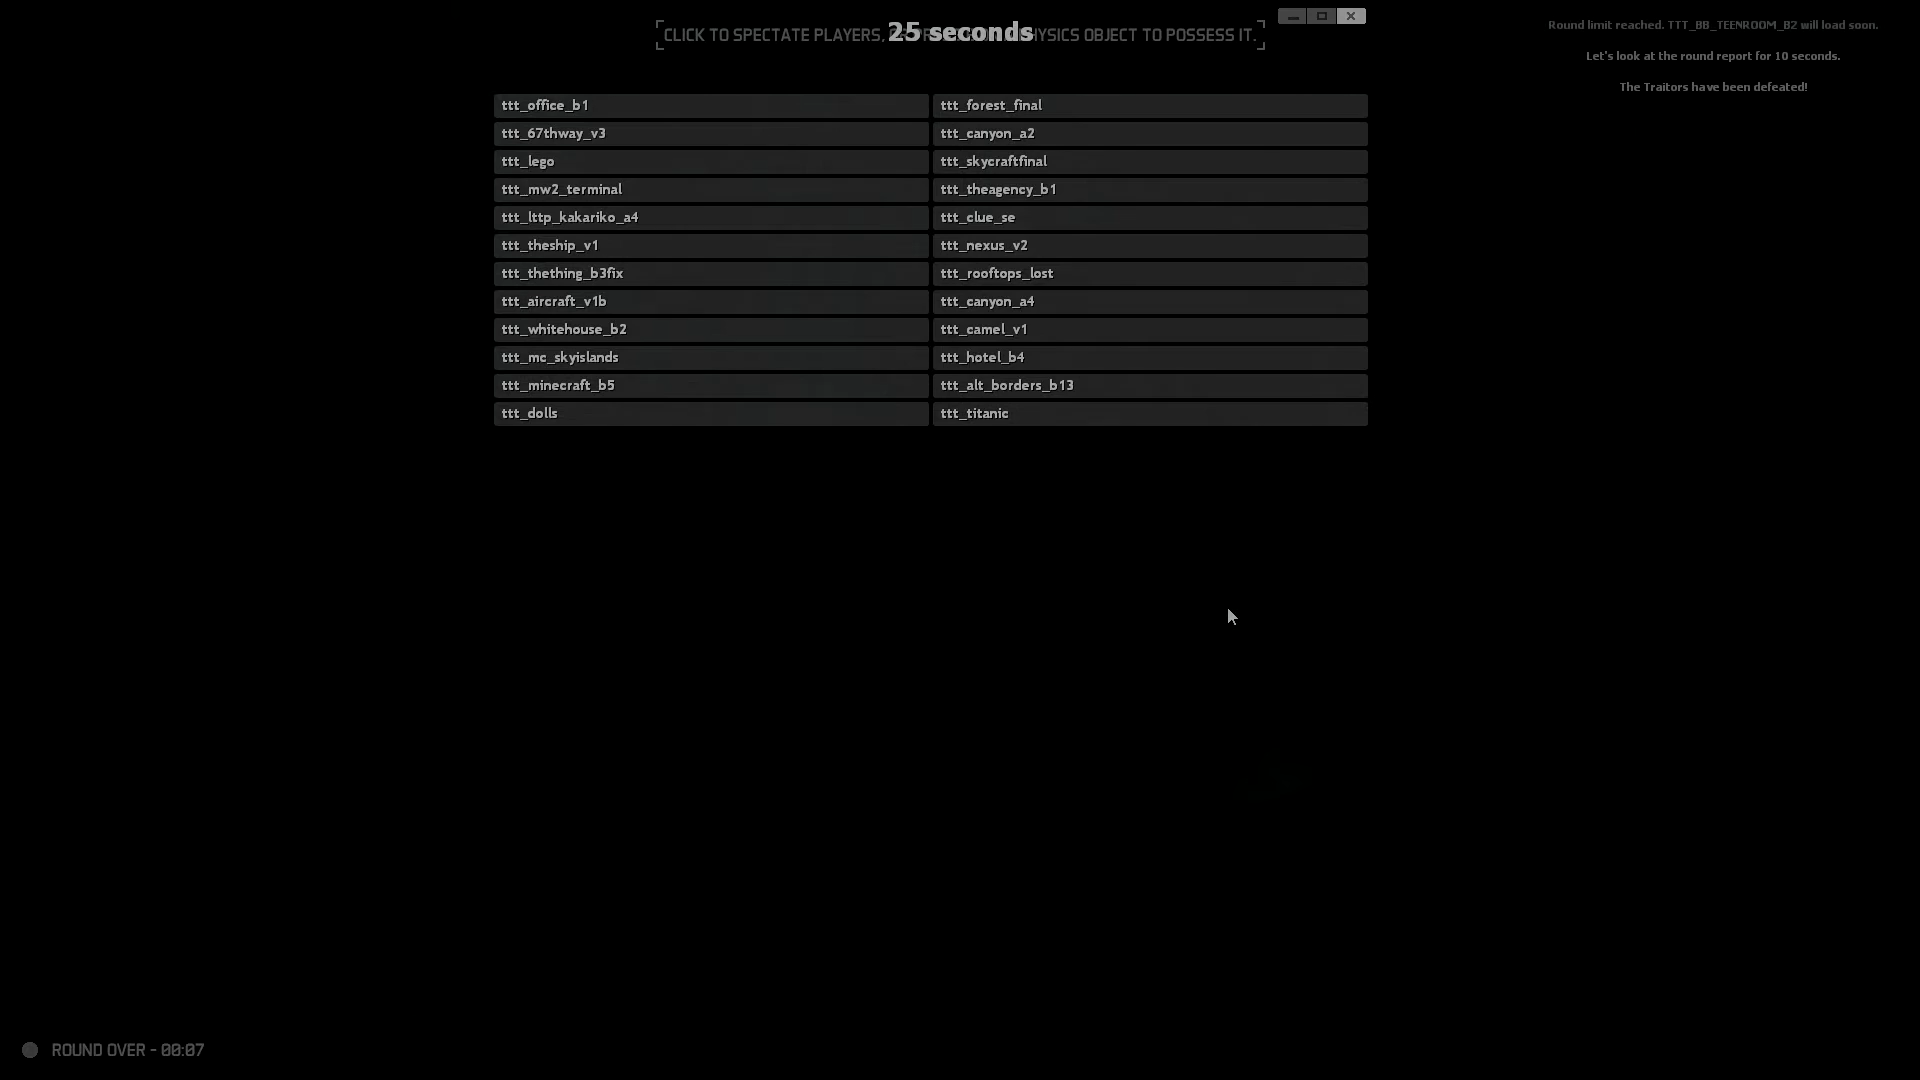 25 seconds
CLICK TO SPECTATE PLAYERS, HYSICS OBJECT TO POSSESS IT.
Round limit reached. TTT_BB_TEENROOM_B2 will load soon.
Let's look at the round report for 10 seconds.
The Traitors have been defeated!
ttt_office_b1
ttt_forest_final
ttt_67thway_v3
ttt_canyon_a2
ttt_lego
ttt_skycraftfinal
ttt_mw2_terminal
ttt_theagency_b1
ttt_lttp_kakariko_a4
ttt_clue_se
ttt_theship_v1
ttt_nexus_v2
ttt_thething_b3fix
ttt_rooftops_lost
ttt_aircraft_v1b
ttt_canyon_a4
ttt_whitehouse_b2
ttt_camel_v1
ttt_mc_skyislands
ttt_hotel_b4
ttt_minecraft_b5
ttt_alt_borders_b13
ttt_dolls
ttt_titanic
ROUND OVER - 00:07